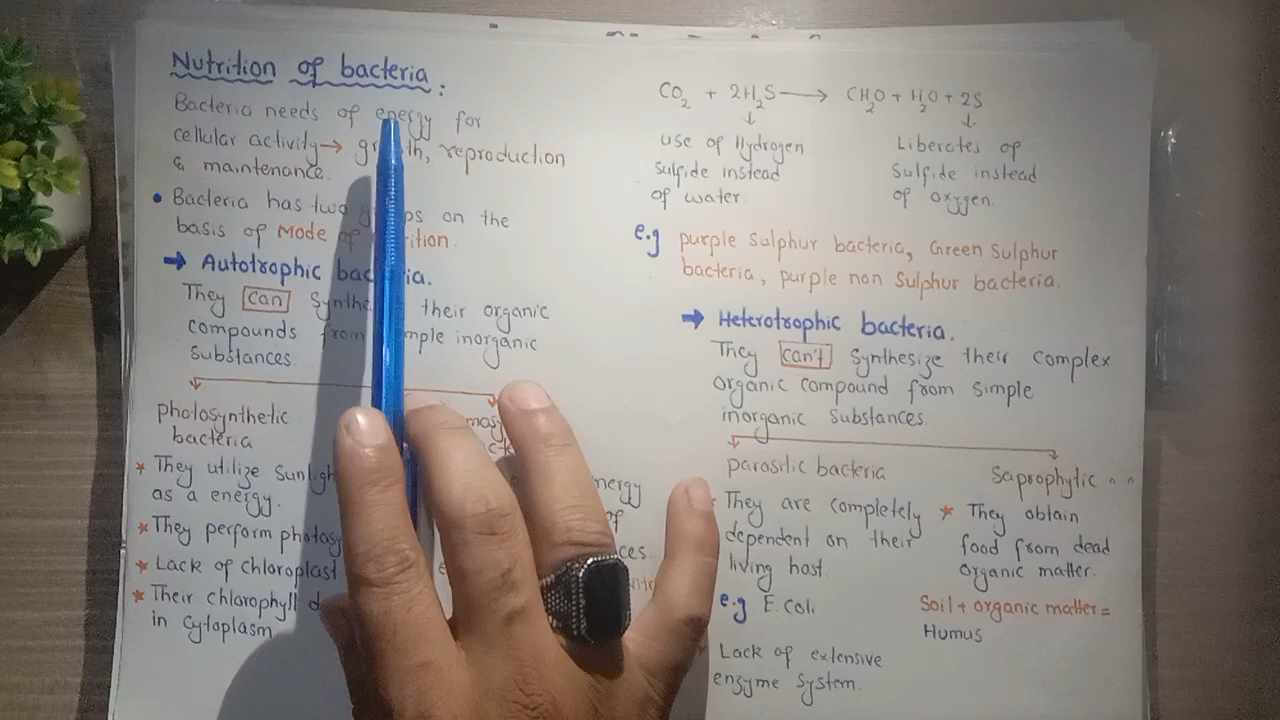 Nutrition of bacteria :
Bacteria needs of energy for
cellular activity → reproduction
& maintenance.
• Bacteria has two on the
basis of Mode of
→ Autotrophic
They can their organic
compounds from inorganic
substances.
photosynthetic
bacteria
* They utilize
as a energy.
* They perform
* Lack of chloroplast
* Their chlorophyll
in cytoplasm
CO2 + 2H2S → CH2O + H2O + 2S
↓ ↓
use of Hydrogen
Sulfide instead
of water.
Liberates of
Sulfide instead
of oxygen.
e.g purple Sulphur bacteria, Green Sulphur
bacteria, purple non Sulphur bacteria.
→ Heterotrophic bacteria.
They can't Synthesize their complex
organic compound from simple
inorganic Substances.
parasitic bacteria
They are completely
dependent on their
living host.
e.g E.coli
Lack of extensive
enzyme system.
Saprophytic " "
* They obtain
food from dead
organic matter.
Soil + organic matter =
Humus